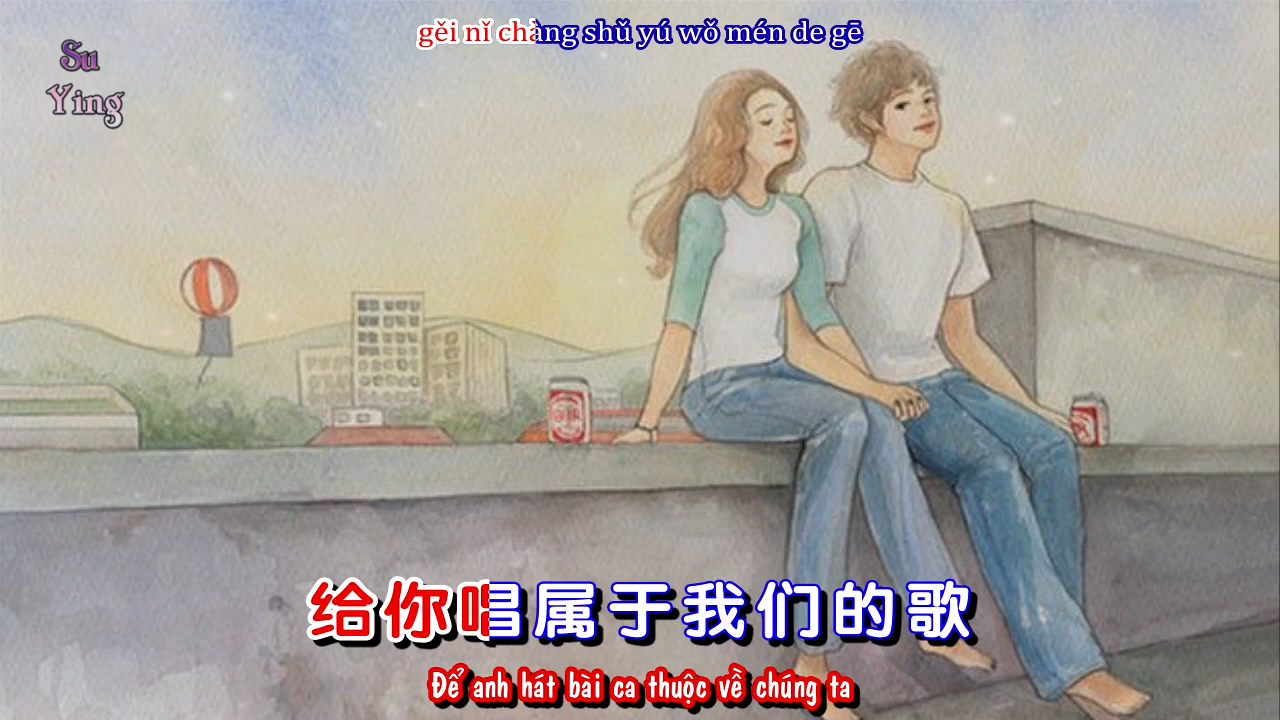 gěi nǐ chàng shǔ yú wǒ mén de gē
Su
Ying
给你唱属于我们的歌
Để anh hát bài ca thuộc về chúng ta